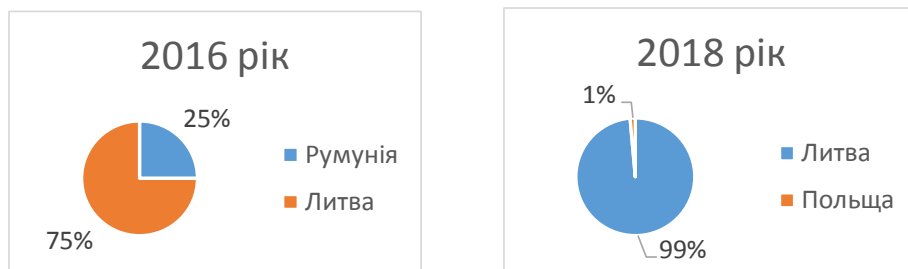 2016 рік
25%
Румунія
Литва
75%
2018 рік
1%
Литва
Польща
99%